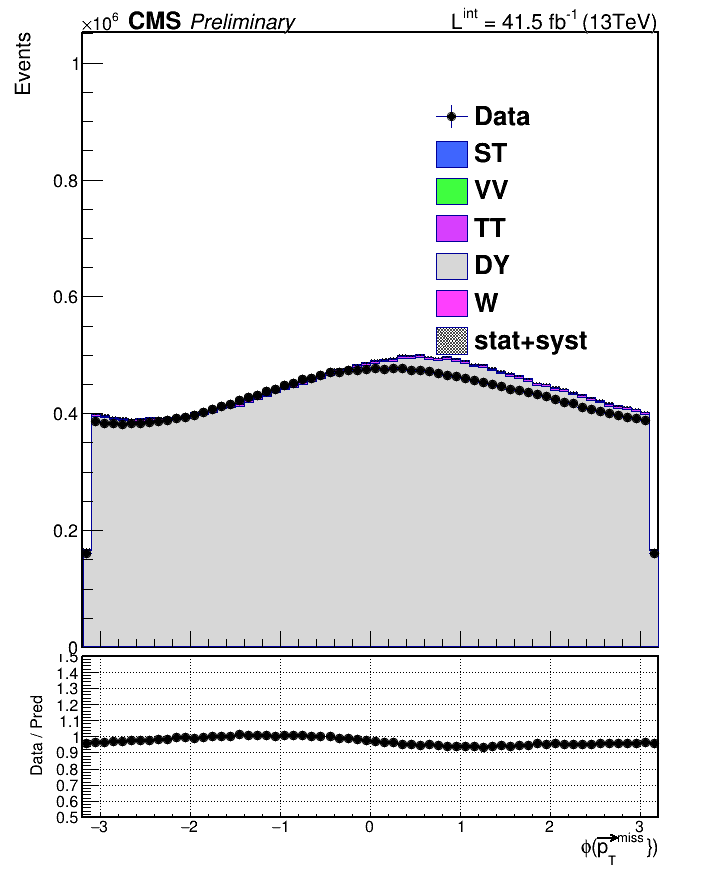 ×10⁶ CMS Preliminary L^int = 41.5 fb⁻¹ (13TeV)
Events
1
0.8
0.6
0.4
0.2
0
Data
ST
VV
TT
DY
W
stat+syst
Data / Pred
1.5
1.4
1.3
1.2
1.1
1
0.9
0.8
0.7
0.6
0.5
−3 −2 −1 0 1 2 3
ϕ(p⃗_T^miss})